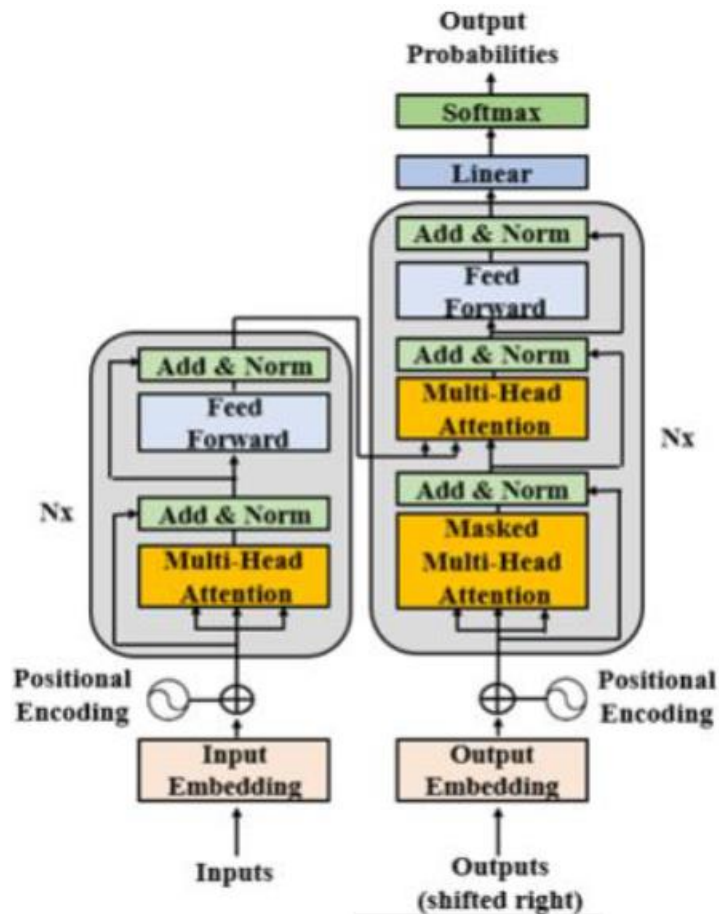 Output
Probabilities
Softmax
Linear
Add & Norm
Feed
Forward
Add & Norm
Multi-Head
Attention
Nx
Add & Norm
Masked
Multi-Head
Attention
Add & Norm
Feed
Forward
Nx
Add & Norm
Multi-Head
Attention
Positional
Encoding
Positional
Encoding
Input
Embedding
Output
Embedding
Inputs
Outputs
(shifted right)